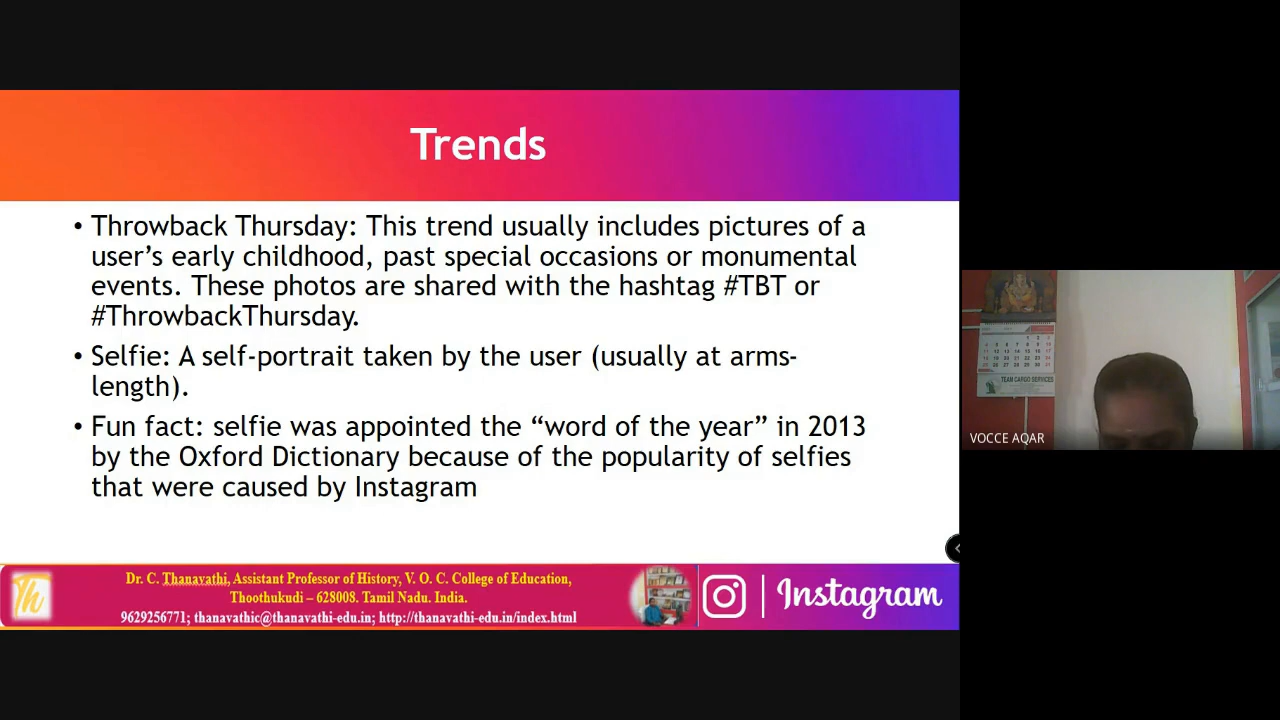 Trends
• Throwback Thursday: This trend usually includes pictures of a
user's early childhood, past special occasions or monumental
events. These photos are shared with the hashtag #TBT or
#ThrowbackThursday.
• Selfie: A self-portrait taken by the user (usually at arms-
length).
• Fun fact: selfie was appointed the “word of the year” in 2013
by the Oxford Dictionary because of the popularity of selfies
that were caused by Instagram
Th
Dr. C. Thanavathi, Assistant Professor of History, V. O. C. College of Education,
Thoothukudi – 628008. Tamil Nadu. India.
9629256771; thanavathic@thanavathi-edu.in; http://thanavathi-edu.in/index.html
Instagram
TEAM CARGO SERVICES
VOCCE AQAR